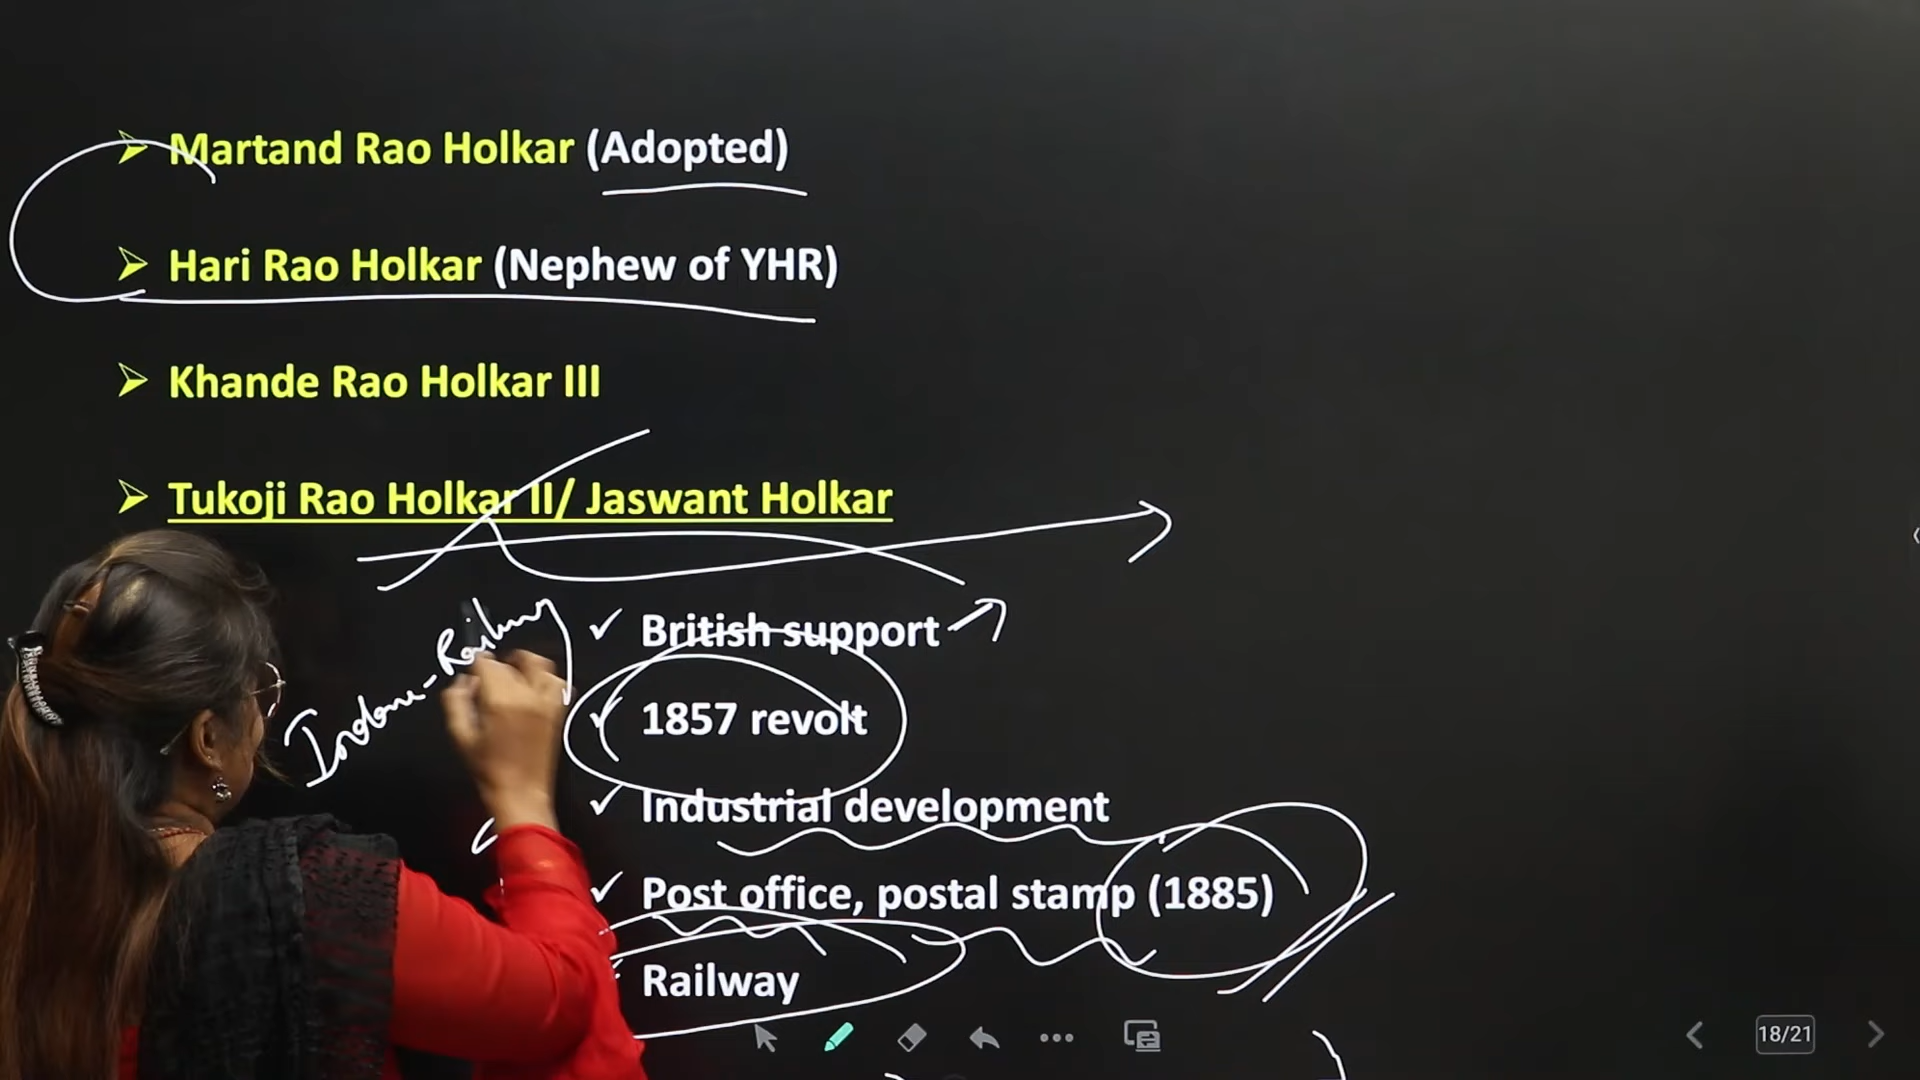 Martand Rao Holkar (Adopted)
Hari Rao Holkar (Nephew of YHR)
Khande Rao Holkar III
Tukoji Rao Holkar II/ Jaswant Holkar
British support
Indore - Railway
1857 revolt
Industrial development
Post office, postal stamp (1885)
Railway
18/21